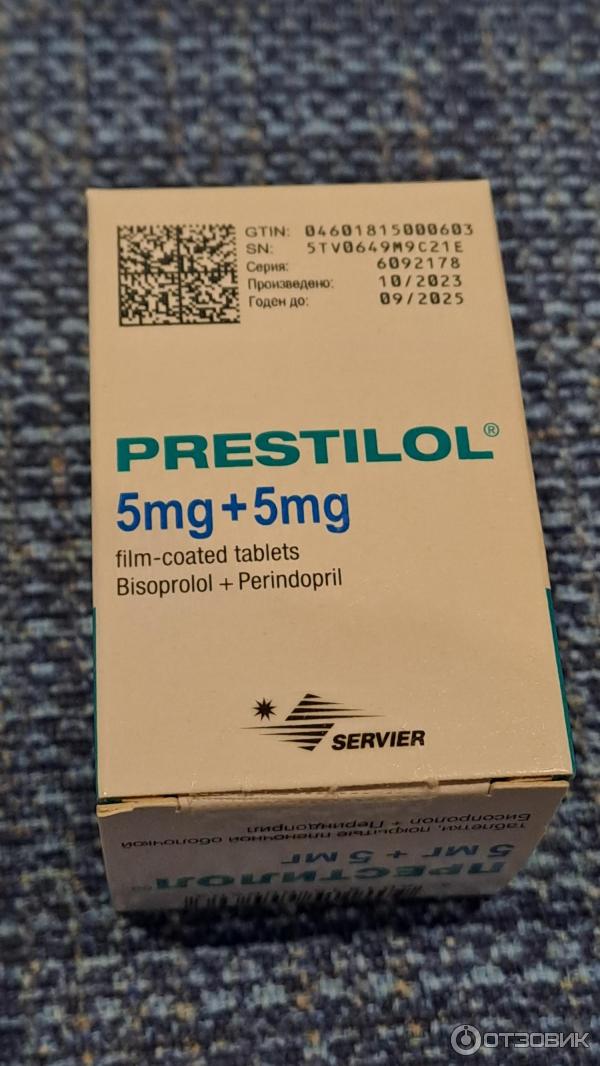 GTIN: 04601815000603
SN: 5TV0649M9C21E
Серия: 6092178
Произведено: 10/2023
Годен до: 09/2025
PRESTILOL®
5mg+5mg
film-coated tablets
Bisoprolol + Perindopril
SERVIER
ПРЕСТИЛОЛ®
5 мг + 5 мг
таблетки, покрытые пленочной оболочкой
Бисопролол + Периндоприл
ОТЗОВИК